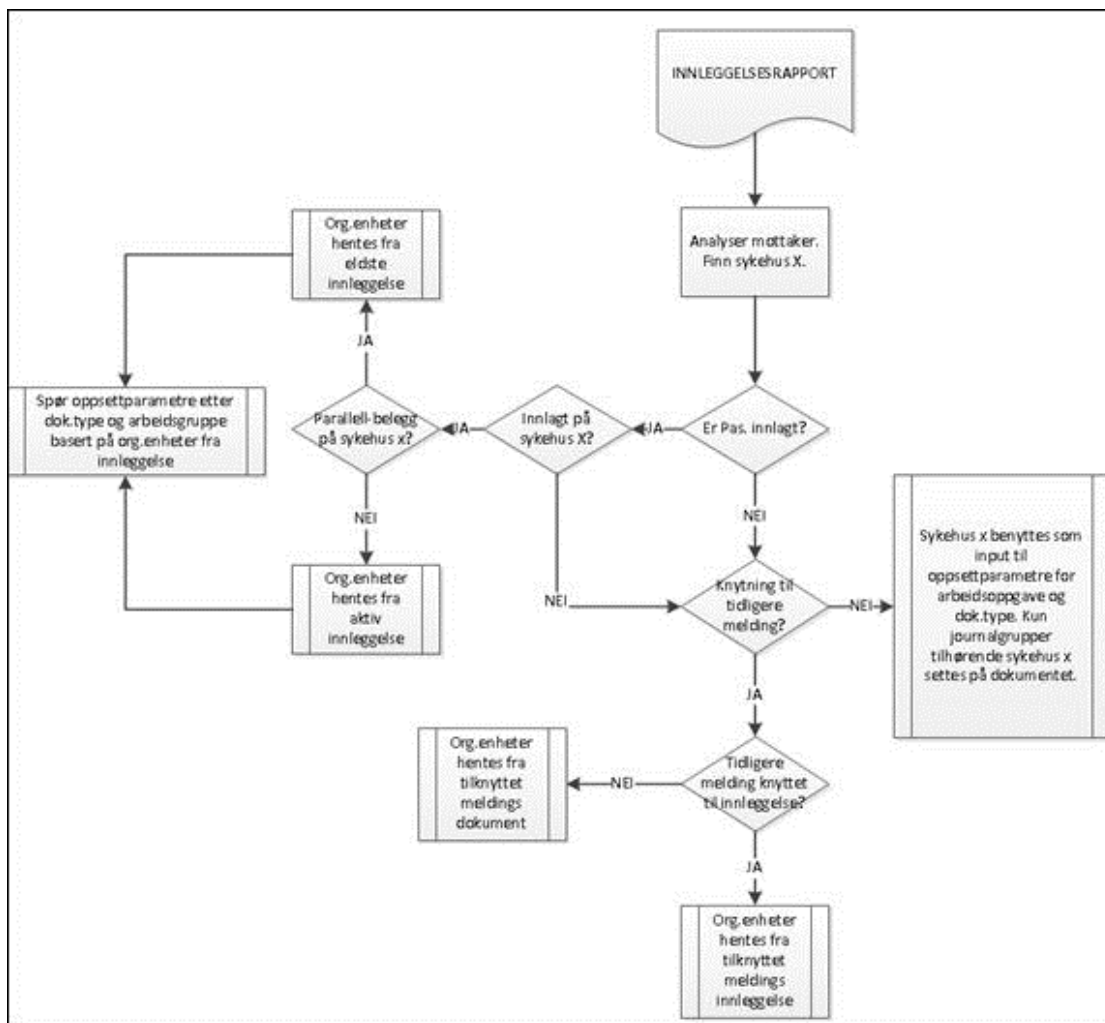 INNLEGGELSESRAPPORT
Analyser mottaker.
Finn sykehus X.
Er Pas. innlagt?
JA
Innlagt på
sykehus X?
JA
Parallell-belegg
på sykehus x?
JA
Org.enheter
hentes fra
eldste
innleggelse
Spør oppsettparametre etter
dok.type og arbeidsgruppe
basert på org.enheter fra
innleggelse
NEI
Org.enheter
hentes fra
aktiv
innleggelse
NEI
NEI
Knytning til
tidligere
melding?
NEI
Sykehus x benyttes som
input til
oppsettparametre for
arbeidsoppgave og
dok.type. Kun
journalgrupper
tilhørende sykehus x
settes på dokumentet.
JA
Tidligere
melding knyttet
til innleggelse?
NEI
Org.enheter
hentes fra
tilknyttet
meldings
dokument
JA
Org.enheter
hentes fra
tilknyttet
meldings
innleggelse